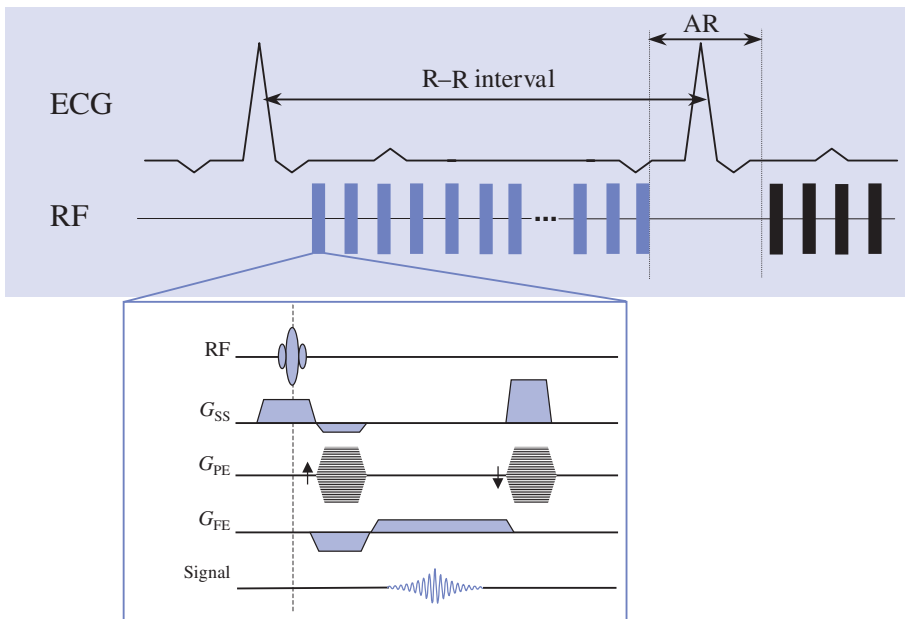 AR
R–R interval
ECG
RF
RF
G_SS
G_PE
G_FE
Signal